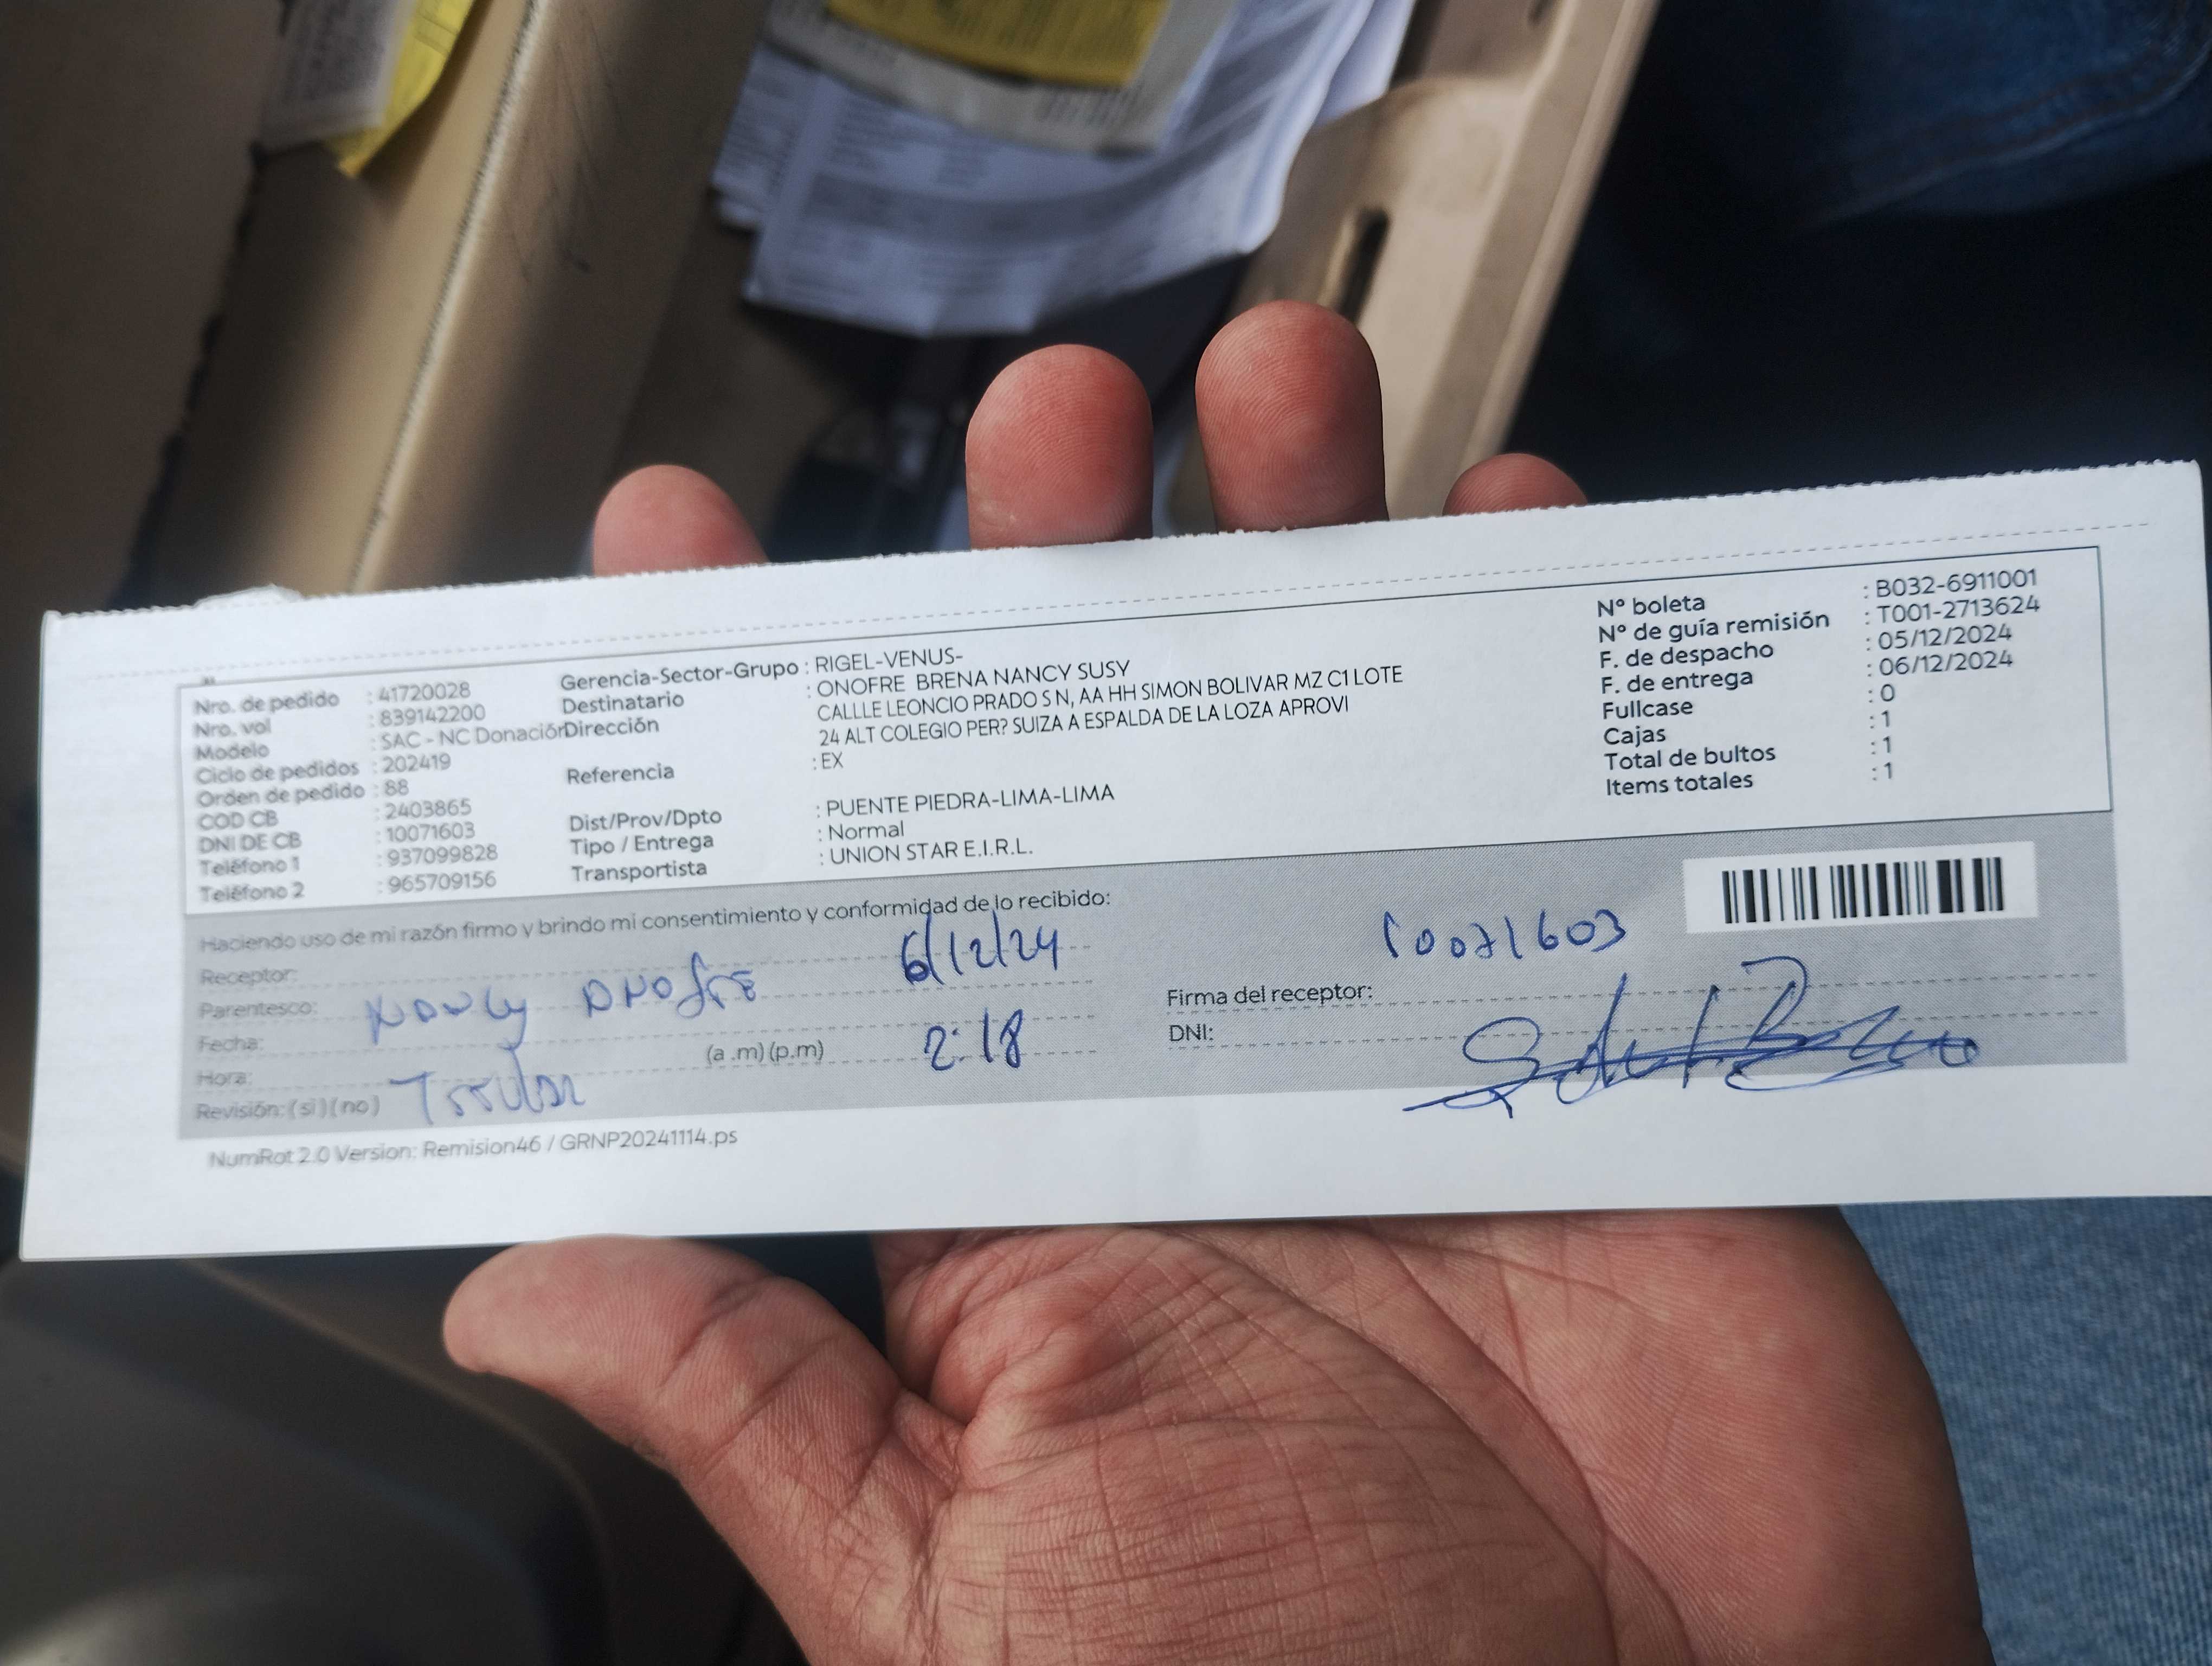 Nro. de pedido : 41720028
Nro. vol : 839142200
Modelo : SAC - NC Donación
Ciclo de pedidos : 202419
Orden de pedido : 88
COD CB : 2403865
DNI DE CB : 10071603
Teléfono 1 : 937099828
Teléfono 2 : 965709156
Gerencia-Sector-Grupo : RIGEL-VENUS-
Destinatario : ONOFRE BRENA NANCY SUSY
Dirección : CALLLE LEONCIO PRADO S N, AA HH SIMON BOLIVAR MZ C1 LOTE
24 ALT COLEGIO PER? SUIZA A ESPALDA DE LA LOZA APROVI
Referencia : EX
Dist/Prov/Dpto : PUENTE PIEDRA-LIMA-LIMA
Tipo / Entrega : Normal
Transportista : UNION STAR E.I.R.L.
N° boleta : B032-6911001
N° de guía remisión : T001-2713624
F. de despacho : 05/12/2024
F. de entrega : 06/12/2024
Fullcase : 0
Cajas : 1
Total de bultos : 1
Items totales : 1
Haciendo uso de mi razón firmo y brindo mi consentimiento y conformidad de lo recibido:
Receptor:
Parentesco:
Fecha:
Hora: (a .m) (p.m)
Revisión: (si) (no)
Nancy Onofre
6/12/24
2:18
10071603
Firma del receptor:
DNI:
NumRot 2.0 Version: Remision46 / GRNP20241114.ps